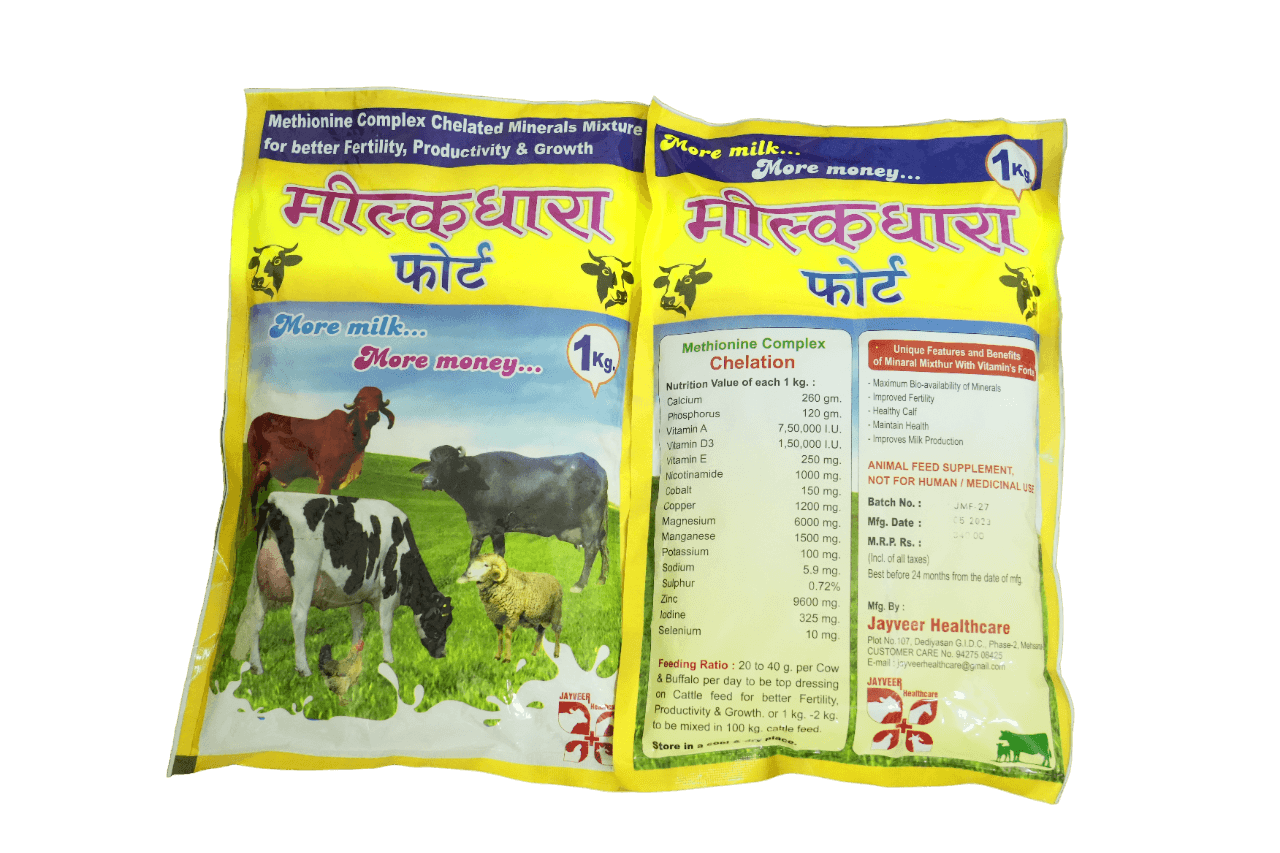 Methionine Complex Chelated Minerals Mixture
for better Fertility, Productivity & Growth
मील्कधारा
फोर्ट
More milk...
More money...
1Kg.
JAYVEER
More milk...
More money...
1Kg.
मील्कधारा
फोर्ट
Methionine Complex
Chelation
Nutrition Value of each 1 kg. :
Calcium 260 gm.
Phosphorus 120 gm.
Vitamin A 7,50,000 I.U.
Vitamin D3 1,50,000 I.U.
Vitamin E 250 mg.
Nicotinamide 1000 mg.
Cobalt 150 mg.
Copper 1200 mg.
Magnesium 6000 mg.
Manganese 1500 mg.
Potassium 100 mg.
Sodium 5.9 mg.
Sulphur 0.72%
Zinc 9600 mg.
Iodine 325 mg.
Selenium 10 mg.
Feeding Ratio : 20 to 40 g. per Cow
& Buffalo per day to be top dressing
on Cattle feed for better Fertility,
Productivity & Growth. or 1 kg. -2 kg.
to be mixed in 100 kg. cattle feed.
Store in a cool & dry place.
Unique Features and Benefits
of Minaral Mixthur With Vitamin's Forte
- Maximum Bio-availability of Minerals
- Improved Fertility
- Healthy Calf
- Maintain Health
- Improves Milk Production
ANIMAL FEED SUPPLEMENT,
NOT FOR HUMAN / MEDICINAL USE
Batch No. : JMF-27
Mfg. Date :
M.R.P. Rs. :
(Incl. of all taxes)
Best before 24 months from the date of mfg.
Mfg. By :
Jayveer Healthcare
Plot No.107, Dediyasan G.I.D.C., Phase-2,
CUSTOMER CARE No. 94275 06425
E-mail : jayveerhealthcare@gmail.com
JAYVEER
Healthcare